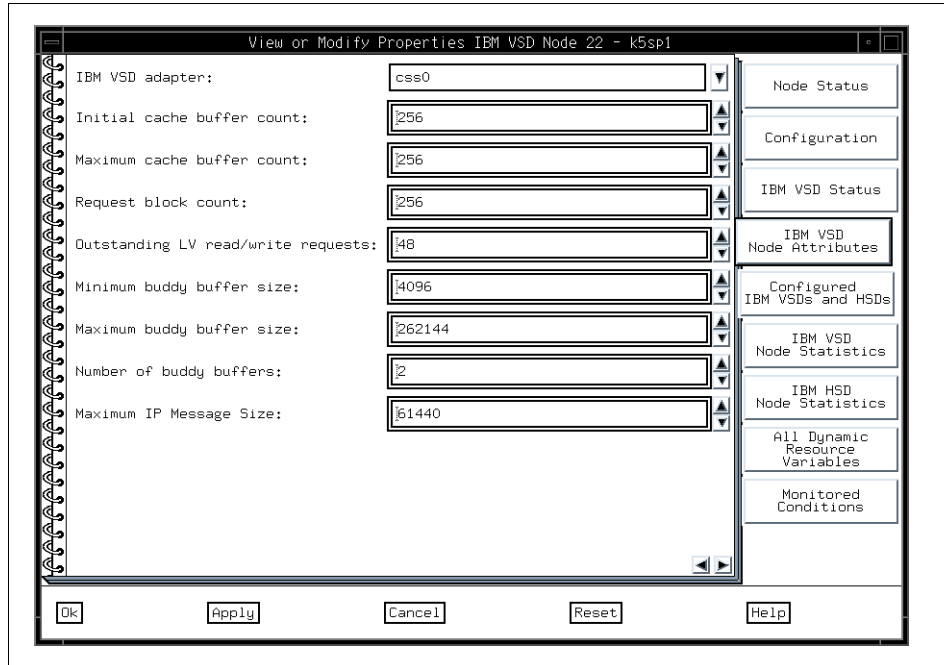 View or Modify Properties IBM VSD Node 22 - k5sp1
IBM VSD adapter: css0
Initial cache buffer count: 256
Maximum cache buffer count: 256
Request block count: 256
Outstanding LV read/write requests: 48
Minimum buddy buffer size: 4096
Maximum buddy buffer size: 262144
Number of buddy buffers: 2
Maximum IP Message Size: 61440
Node Status
Configuration
IBM VSD Status
IBM VSD
Node Attributes
Configured
IBM VSDs and HSDs
IBM VSD
Node Statistics
IBM HSD
Node Statistics
All Dynamic
Resource
Variables
Monitored
Conditions
Ok Apply Cancel Reset Help